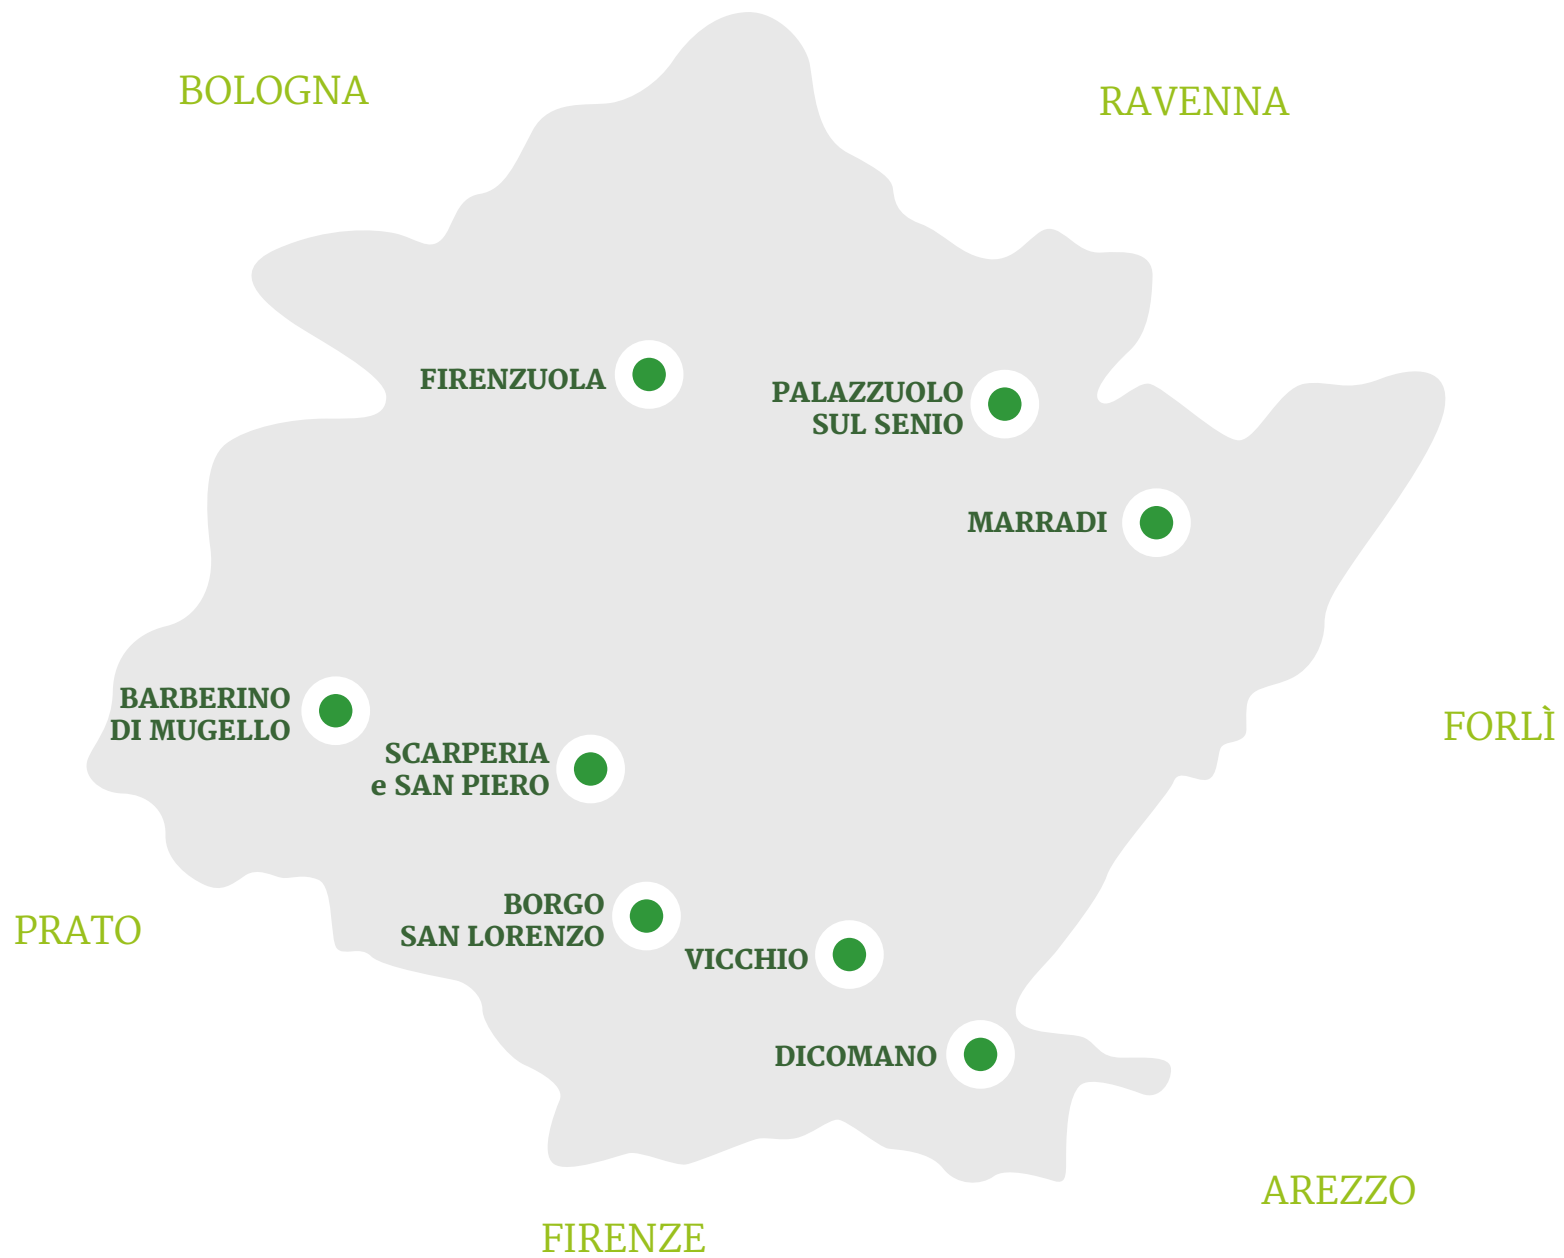 BOLOGNA
RAVENNA
FIRENZUOLA
PALAZZUOLO
SUL SENIO
MARRADI
BARBERINO
DI MUGELLO
FORLÌ
SCARPERIA
e SAN PIERO
BORGO
SAN LORENZO
PRATO
VICCHIO
DICOMANO
AREZZO
FIRENZE